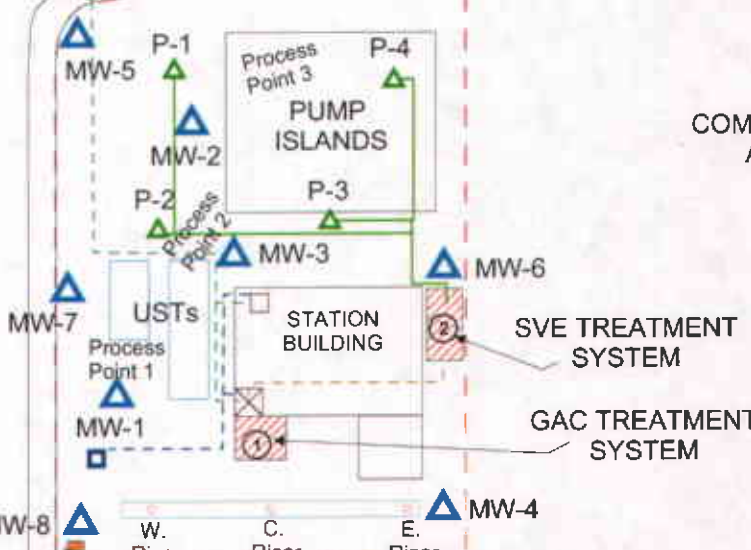 P-1
MW-5
Process
Point 3
P-4
PUMP
ISLANDS
COM
A
MW-2
P-2
Process
Point 2
P-3
MW-3
MW-6
MW-7
USTs
STATION
BUILDING
2
SVE TREATMENT
SYSTEM
Process
Point 1
MW-1
1
GAC TREATMENT
SYSTEM
MW-4
W-8
W.
C.
E.
Riser
Riser